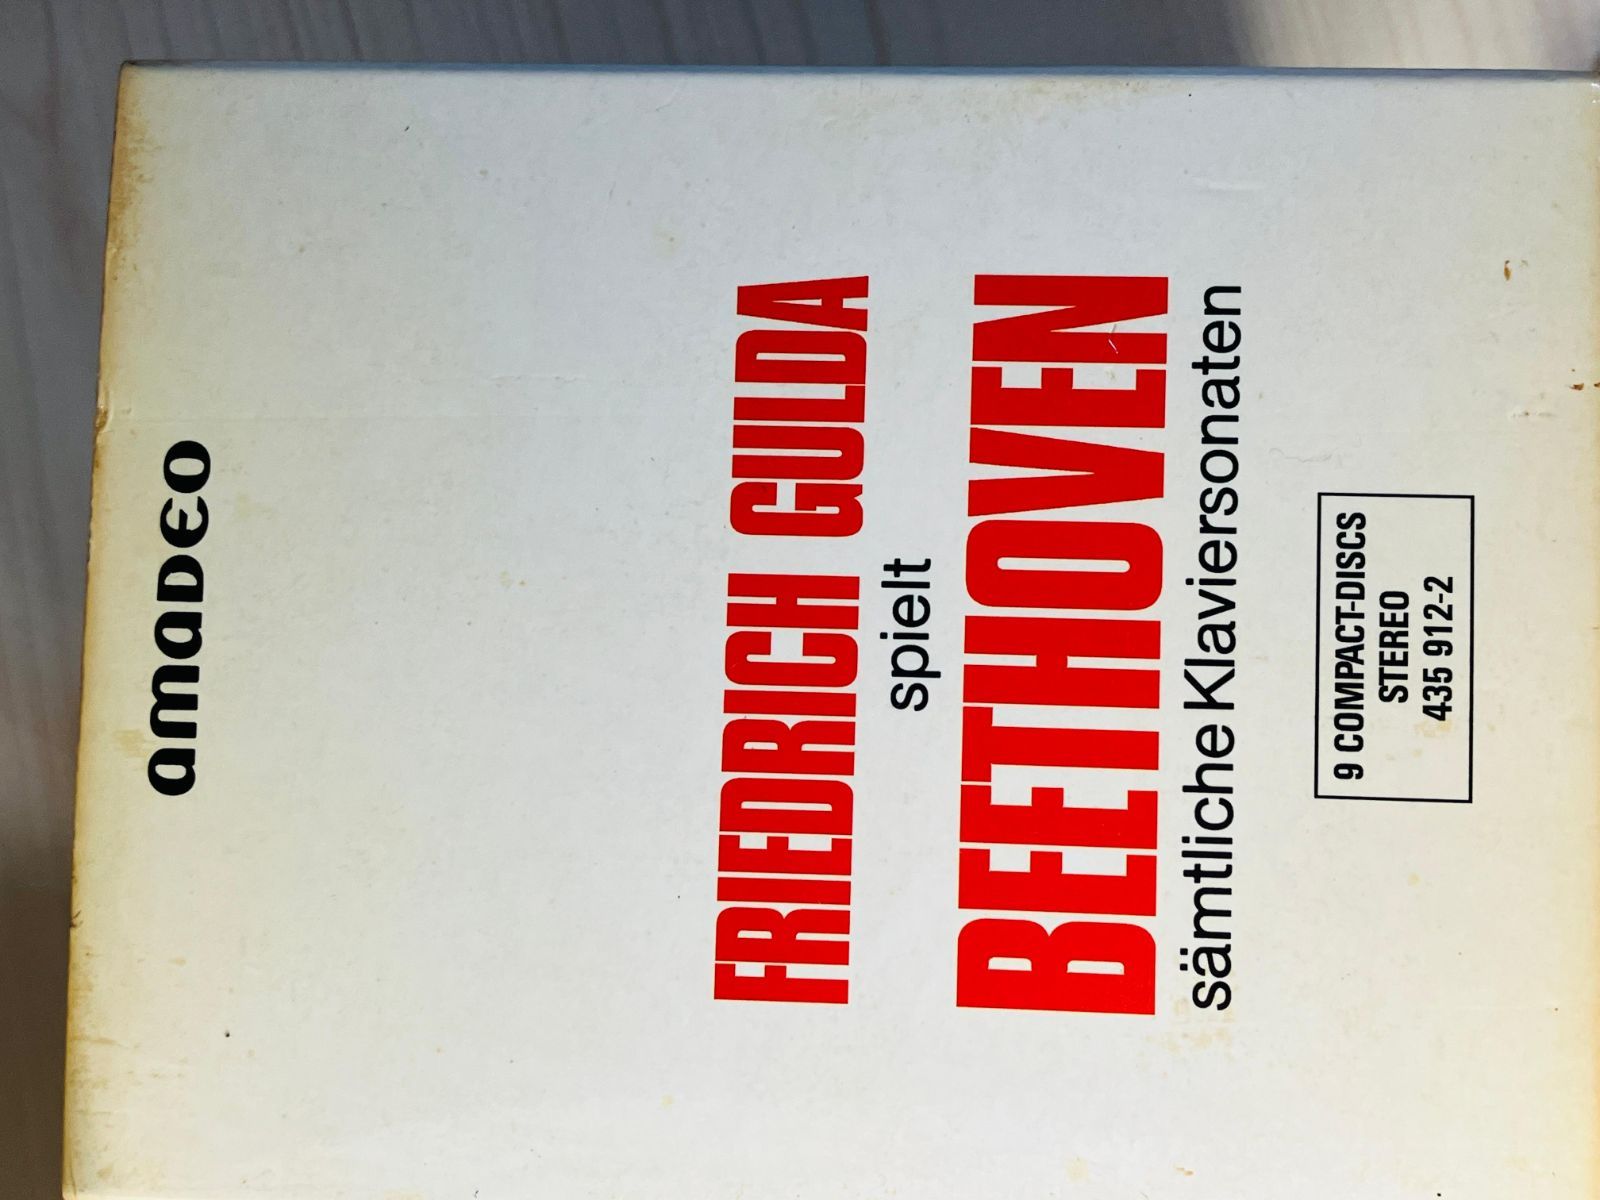 amadeo
FRIEDRICH GULDA
spielt
BEETHOVEN
sämtliche Klaviersonaten
9 COMPACT-DISCS
STEREO
435 912-2